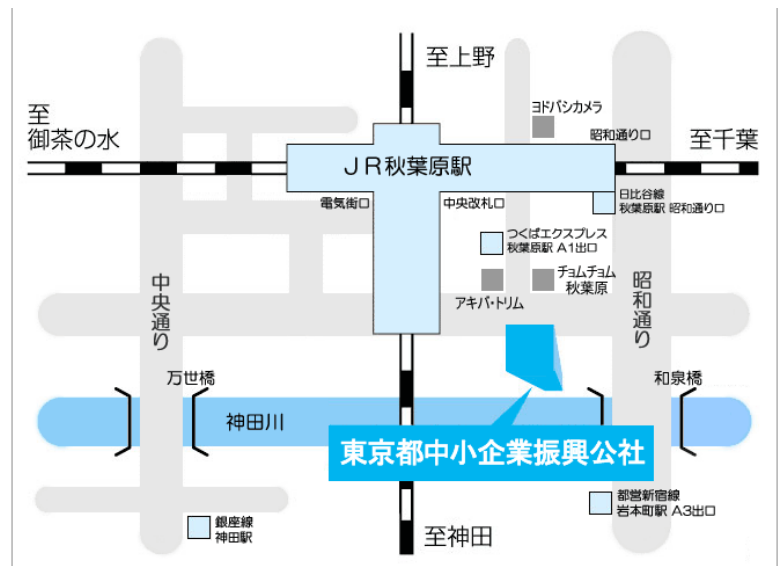 至上野
ヨドバシカメラ
至
御茶の水
昭和通り口
至千葉
JR秋葉原駅
電気街口
中央改札口
日比谷線
秋葉原駅 昭和通り口
つくばエクスプレス
秋葉原駅 A1出口
チョムチョム
秋葉原
アキバ・トリム
中央通り
昭和通り
万世橋
和泉橋
神田川
東京都中小企業振興公社
都営新宿線
岩本町駅 A3出口
銀座線
神田駅
至神田